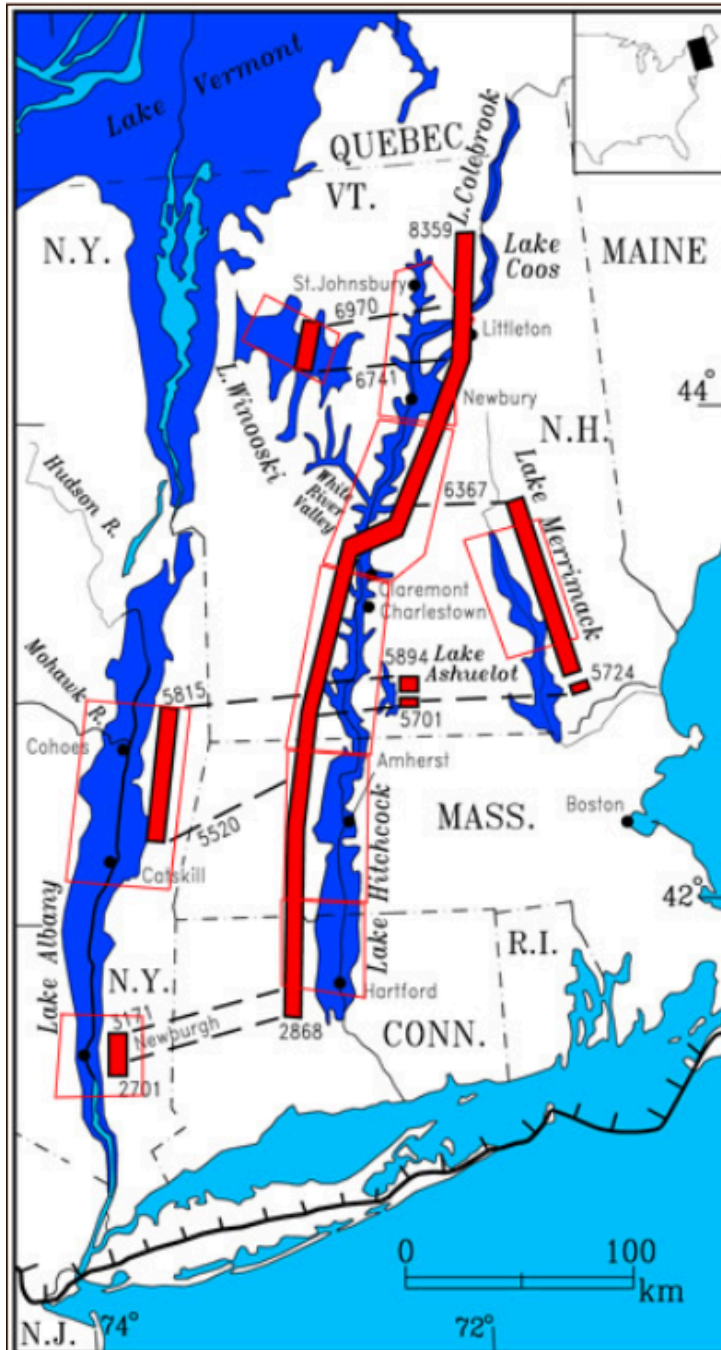 Lake Vermont
QUEBEC
L. Colebrook
VT.
N.Y.
8359
Lake
Coos
MAINE
St. Johnsbury
6970
Littleton
6741
L. Winooski
Newbury
44°
N.H.
Hudson R.
White
River
Valley
6367
Lake Merrimack
Claremont
Charlestown
Mohawk R.
5815
5894
Lake
Ashuelot
5724
5701
Cohoes
Amherst
5520
MASS.
Boston
Catskill
Lake Hitchcock
42°
Lake Albany
N.Y.
R.I.
Hartford
3171
Newburgh
2868
CONN.
2701
0
100
km
N.J.
74°
72°